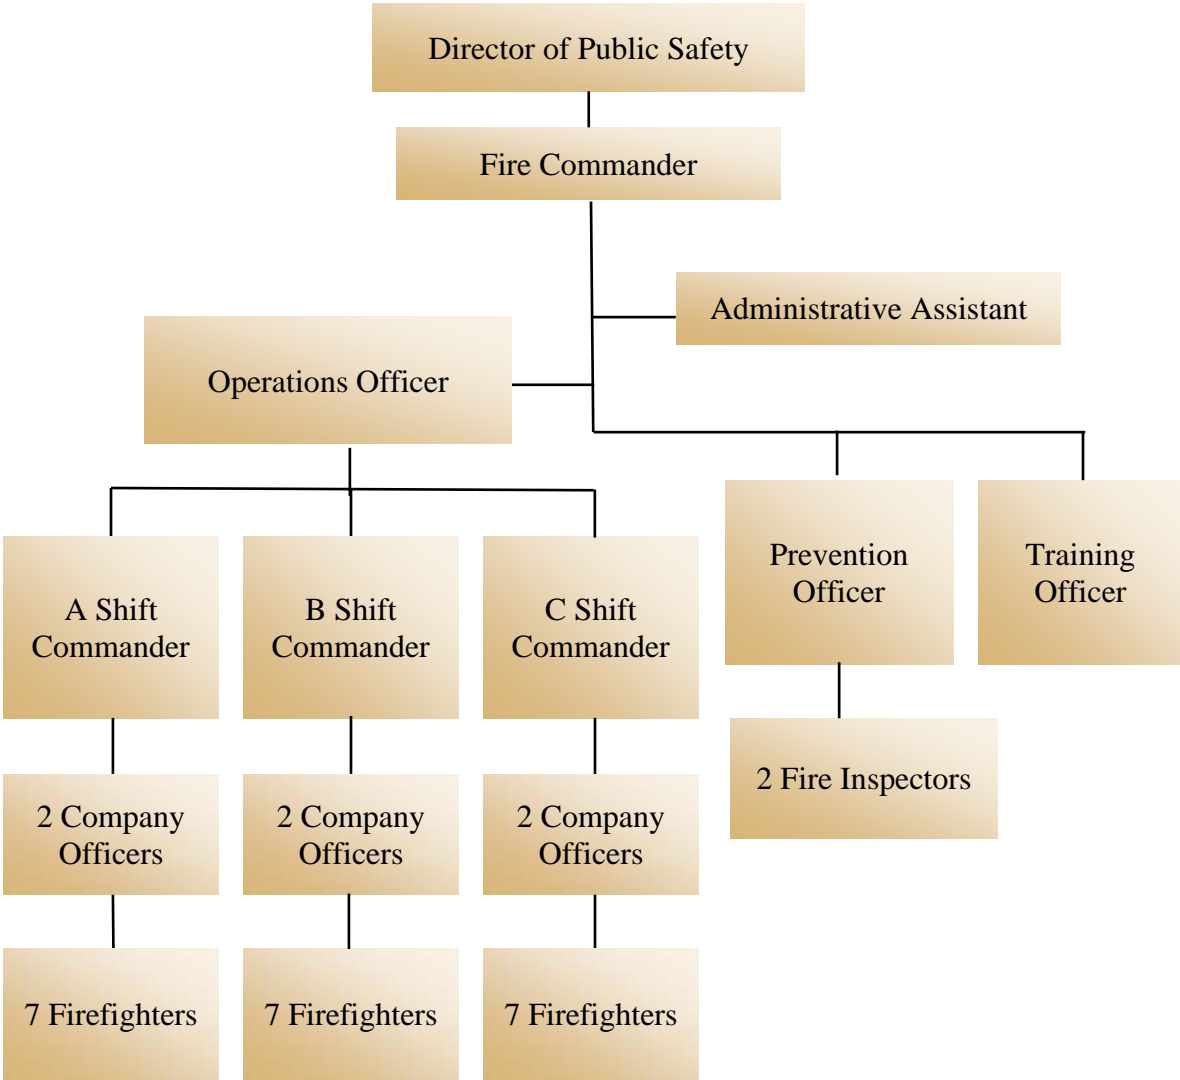 Director of Public Safety
Fire Commander
Administrative Assistant
Operations Officer
Prevention
Officer
Training
Officer
A Shift
Commander
B Shift
Commander
C Shift
Commander
2 Fire Inspectors
2 Company
Officers
2 Company
Officers
2 Company
Officers
7 Firefighters
7 Firefighters
7 Firefighters